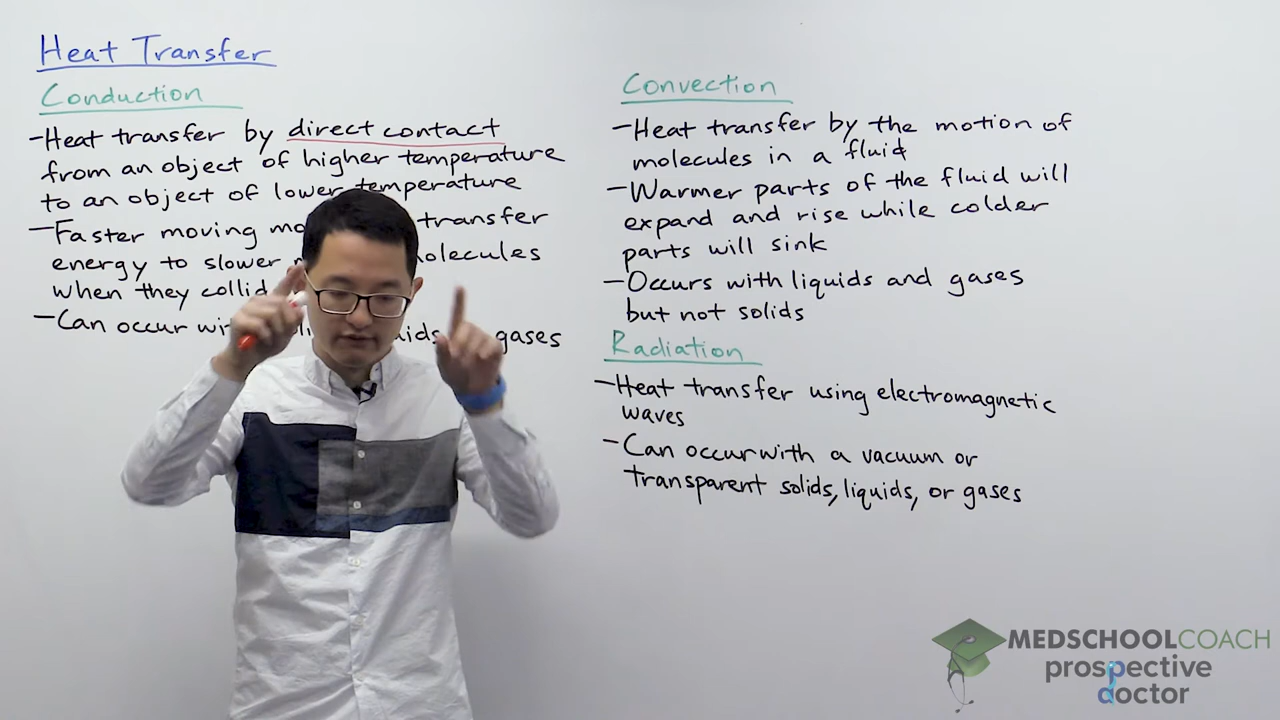 Heat Transfer
Conduction
-Heat transfer by direct contact
from an object of higher temperature
to an object of lower temperature
-Faster moving transfer
energy to slower molecules
when they collid
-Can occur gases
Convection
-Heat transfer by the motion of
molecules in a fluid
-Warmer parts of the fluid will
expand and rise while colder
parts will sink
-Occurs with liquids and gases
but not solids
Radiation
-Heat transfer using electromagnetic
waves
-Can occur with a vacuum or
transparent solids, liquids, or gases
MEDSCHOOLCOACH
prospective
doctor